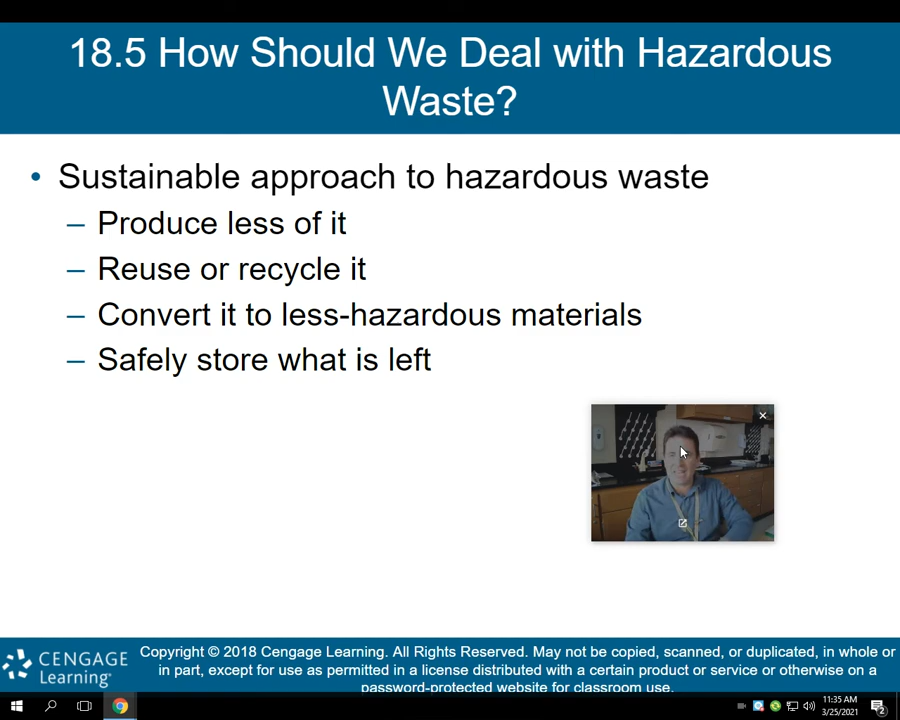 18.5 How Should We Deal with Hazardous
Waste?
• Sustainable approach to hazardous waste
– Produce less of it
– Reuse or recycle it
– Convert it to less-hazardous materials
– Safely store what is left
CENGAGE
Learning™
Copyright © 2018 Cengage Learning. All Rights Reserved. May not be copied, scanned, or duplicated, in whole or
in part, except for use as permitted in a license distributed with a certain product or service or otherwise on a
password-protected website for classroom use.
11:35 AM
3/25/2021
2